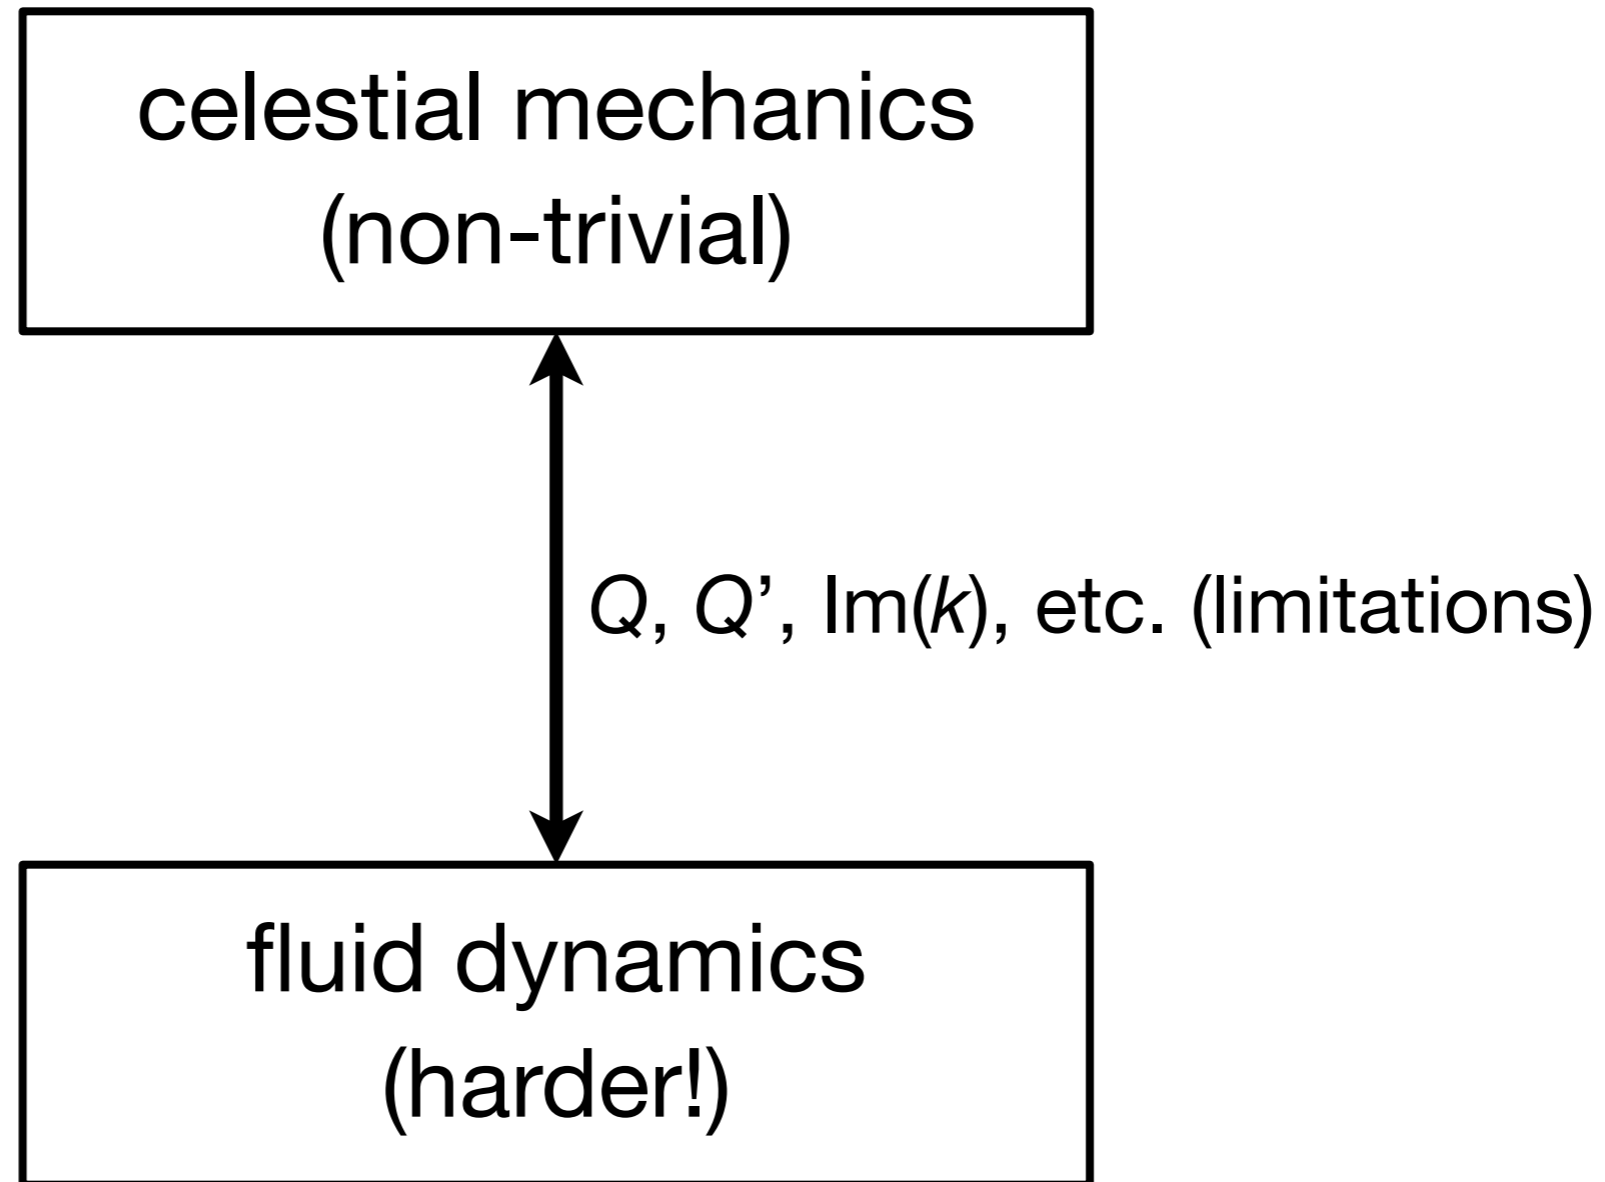 celestial mechanics
(non-trivial)
Q, Q’, Im(k), etc. (limitations)
fluid dynamics
(harder!)